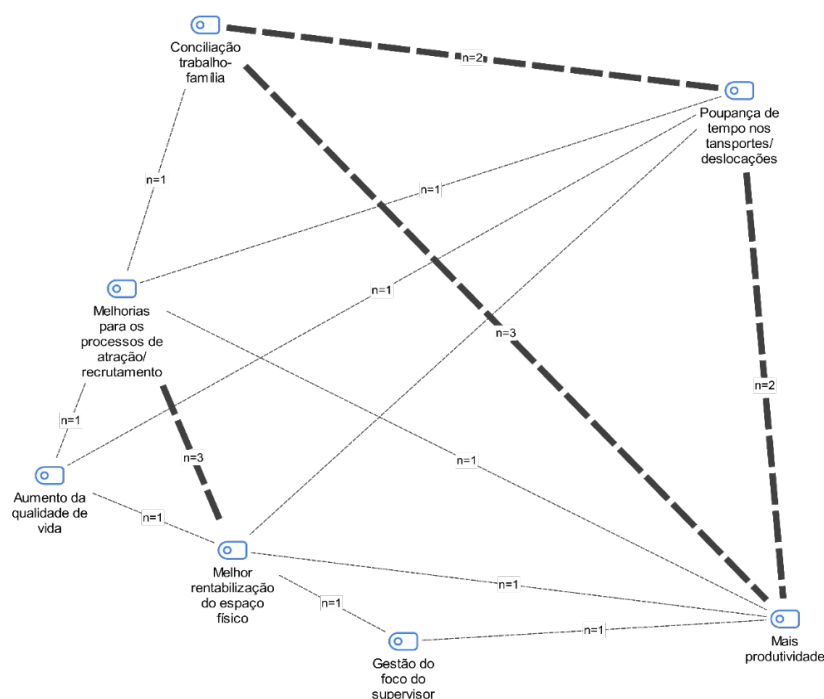 Conciliação
trabalho-
família
n=2
Poupança de
tempo nos
tansportes/
deslocações
n=1
n=1
n=1
Melhorias
para os
processos de
atração/
recrutamento
n=3
n=2
n=1
n=3
n=1
Aumento da
qualidade de
vida
n=1
Melhor
rentabilização
do espaço
físico
n=1
n=1
n=1
Mais
produtividade
Gestão do
foco do
supervisor